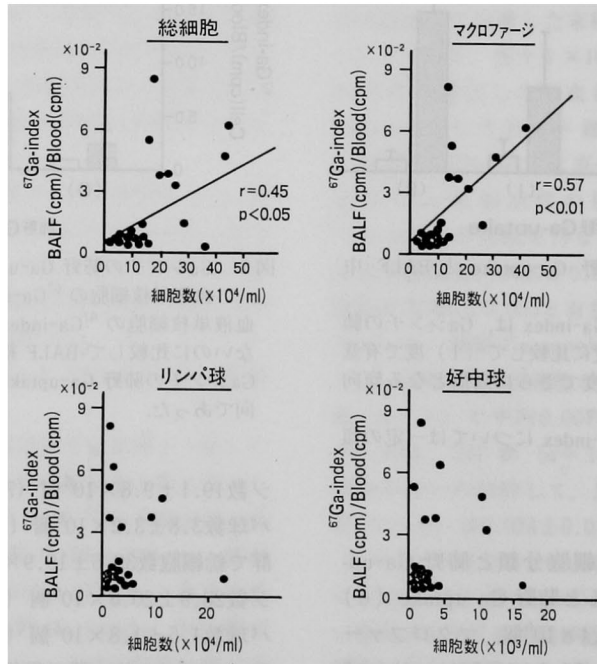 総細胞
×10-2
9
6
3
0
67Ga-index
BALF(cpm)/Blood(cpm)
r=0.45
p<0.05
10 20 30 40 50
細胞数(×104/ml)
マクロファージ
×10-2
9
6
3
0
67Ga-index
BALF(cpm)/Blood(cpm)
r=0.57
p<0.01
0 10 20 30 40 50
細胞数(×104/ml)
リンパ球
×10-2
9
6
3
0
67Ga-index
BALF(cpm)/Blood(cpm)
0 10 20
細胞数(×104/ml)
好中球
×10-2
9
6
3
0
67Ga-index
BALF(cpm)/Blood(cpm)
0 5 10 15 20
細胞数(×103/ml)